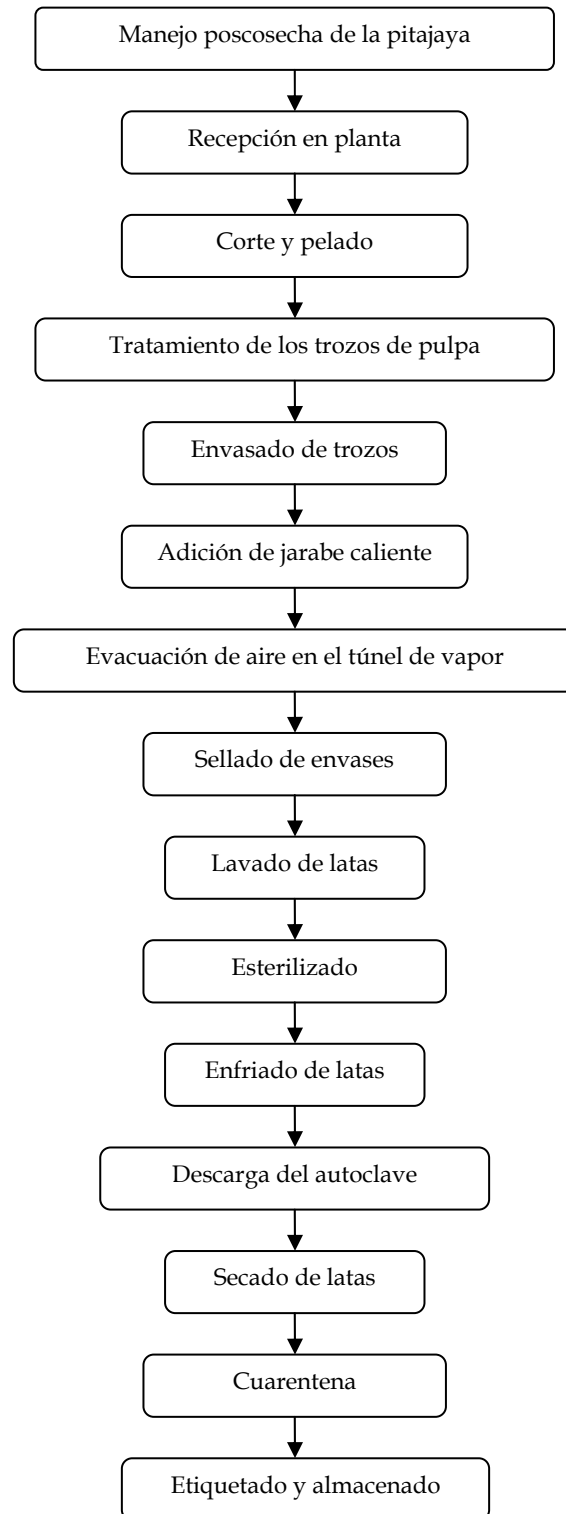 Manejo poscosecha de la pitajaya
Recepción en planta
Corte y pelado
Tratamiento de los trozos de pulpa
Envasado de trozos
Adición de jarabe caliente
Evacuación de aire en el túnel de vapor
Sellado de envases
Lavado de latas
Esterilizado
Enfriado de latas
Descarga del autoclave
Secado de latas
Cuarentena
Etiquetado y almacenado